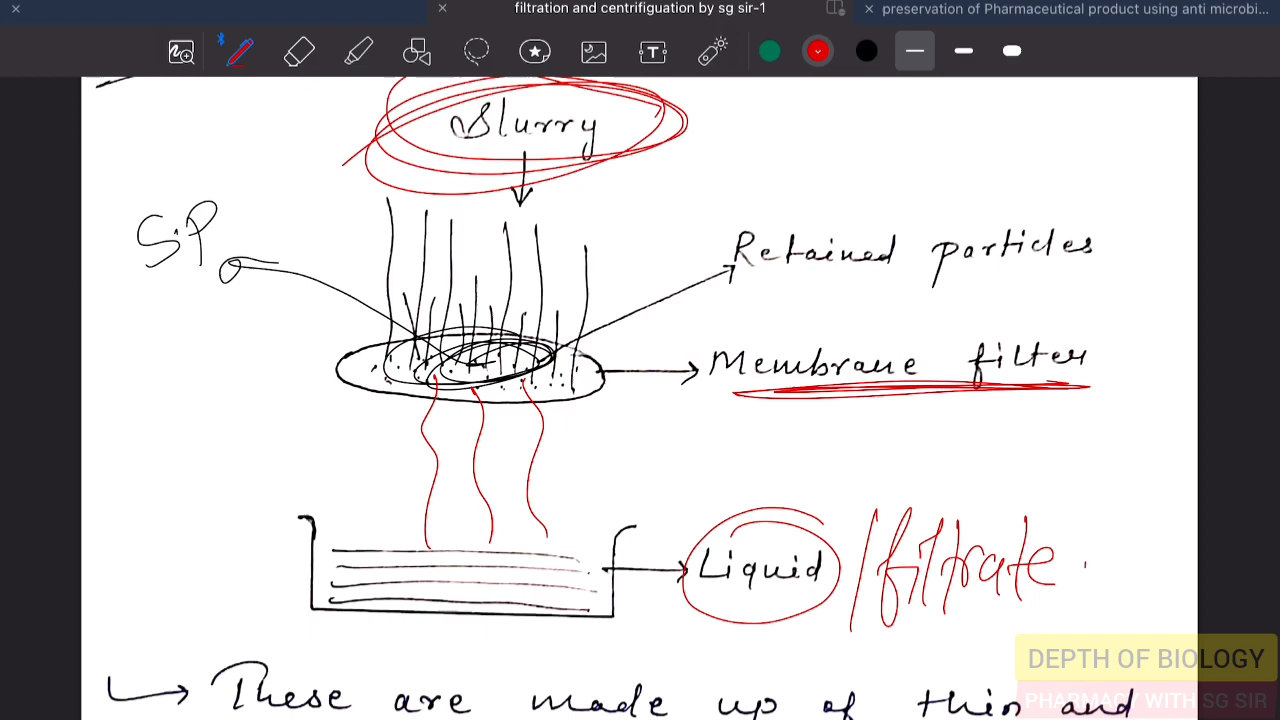 filtration and centrifiguation by sg sir-1
preservation of Pharmaceutical product using anti microbi...
Slurry
S.P
Retained particles
Membrane filter
Liquid /filtrate
DEPTH OF BIOLOGY
PHARMACY WITH SG SIR
These are made up of thin and